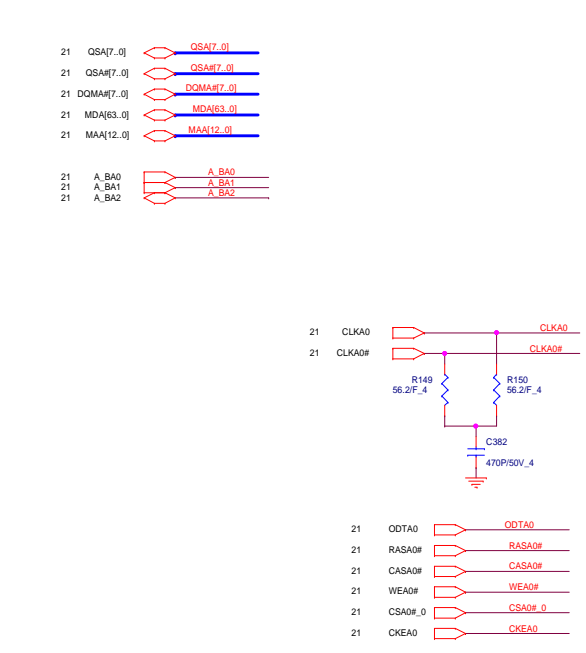 21 QSA[7..0] QSA[7..0]
21 QSA#[7..0] QSA#[7..0]
21 DQMA#[7..0] DQMA#[7..0]
21 MDA[63..0] MDA[63..0]
21 MAA[12..0] MAA[12..0]
21 A_BA0 A_BA0
21 A_BA1 A_BA1
21 A_BA2 A_BA2
21 CLKA0 CLKA0
21 CLKA0# CLKA0#
R149 R150
56.2/F_4 56.2/F_4
C382
470P/50V_4
21 ODTA0 ODTA0
21 RASA0# RASA0#
21 CASA0# CASA0#
21 WEA0# WEA0#
21 CSA0#_0 CSA0#_0
21 CKEA0 CKEA0